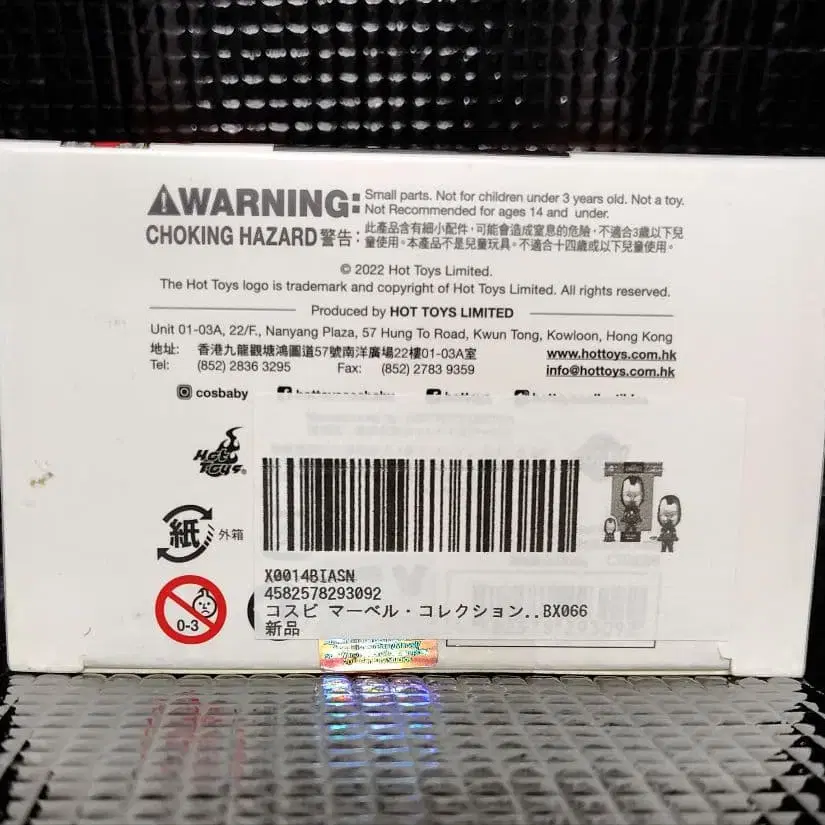 ⚠WARNING: Small parts. Not for children under 3 years old. Not a toy.
Not Recommended for ages 14 and under.
CHOKING HAZARD 警告: 此產品含有細小配件,可能會造成窒息的危險,不適合3歲以下兒
童使用。本產品不是兒童玩具。不適合十四歲或以下兒童使用。
© 2022 Hot Toys Limited.
The Hot Toys logo is trademark and copyright of Hot Toys Limited. All rights reserved.
Produced by HOT TOYS LIMITED
Unit 01-03A, 22/F., Nanyang Plaza, 57 Hung To Road, Kwun Tong, Kowloon, Hong Kong
地址: 香港九龍觀塘鴻圖道57號南洋廣場22樓01-03A室 www.hottoys.com.hk
Tel: (852) 2836 3295 Fax: (852) 2783 9359 info@hottoys.com.hk
cosbaby
Hot
Toys
紙 外箱
0-3
X0014BIASN
4582578293092
コスビ マーベル・コレクション..BX066
新品